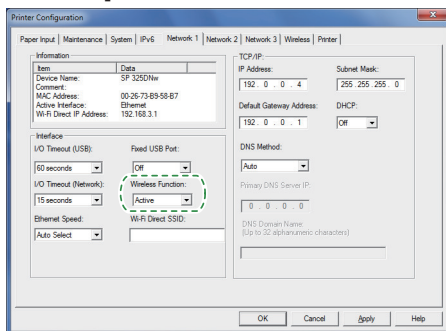 Printer Configuration
Paper Input Maintenance System IPv6 Network 1 Network 2 Network 3 Wireless Printer
Information
Item Data
Device Name: SP 325DNw
Comment:
MAC Address: 00-26-73-B9-58-B7
Active Interface: Ethernet
Wi-Fi Direct IP Address: 192.168.3.1
Interface
I/O Timeout (USB): Fixed USB Port:
60 seconds Off
I/O Timeout (Network): Wireless Function:
15 seconds Active
Ethernet Speed: Wi-Fi Direct SSID:
Auto Select
TCP/IP:
IP Address: Subnet Mask:
192 . 0 . 0 . 4 255 . 255 . 255 . 0
Default Gateway Address: DHCP:
192 . 0 . 0 . 1 Off
DNS Method:
Auto
Primary DNS Server IP:
0 . 0 . 0 . 0
DNS Domain Name:
(Up to 32 alphanumeric characters)
OK Cancel Apply Help